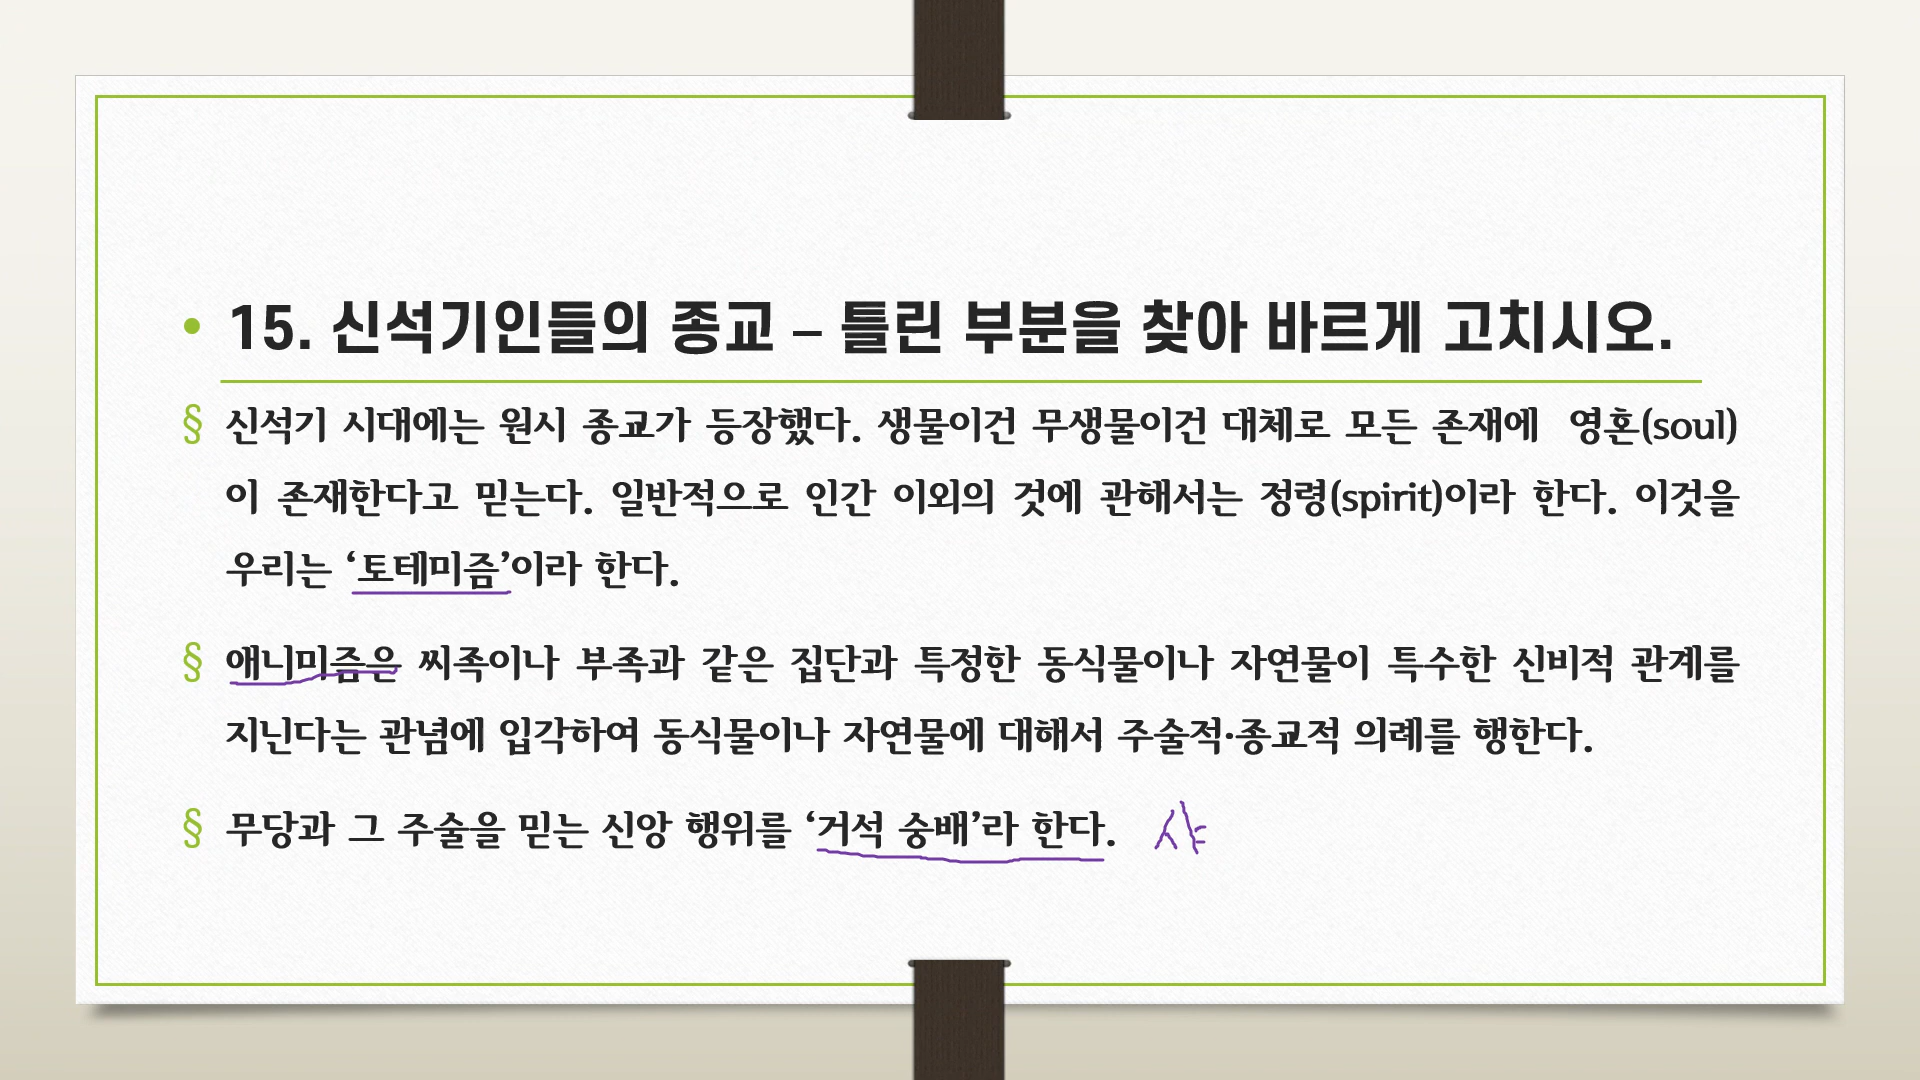 • 15. 신석기인들의 종교 – 틀린 부분을 찾아 바르게 고치시오.
§ 신석기 시대에는 원시 종교가 등장했다. 생물이건 무생물이건 대체로 모든 존재에 영혼(soul)
이 존재한다고 믿는다. 일반적으로 인간 이외의 것에 관해서는 정령(spirit)이라 한다. 이것을
우리는 ‘토테미즘’이라 한다.
§ 애니미즘은 씨족이나 부족과 같은 집단과 특정한 동식물이나 자연물이 특수한 신비적 관계를
지닌다는 관념에 입각하여 동식물이나 자연물에 대해서 주술적·종교적 의례를 행한다.
§ 무당과 그 주술을 믿는 신앙 행위를 ‘거석 숭배’라 한다.